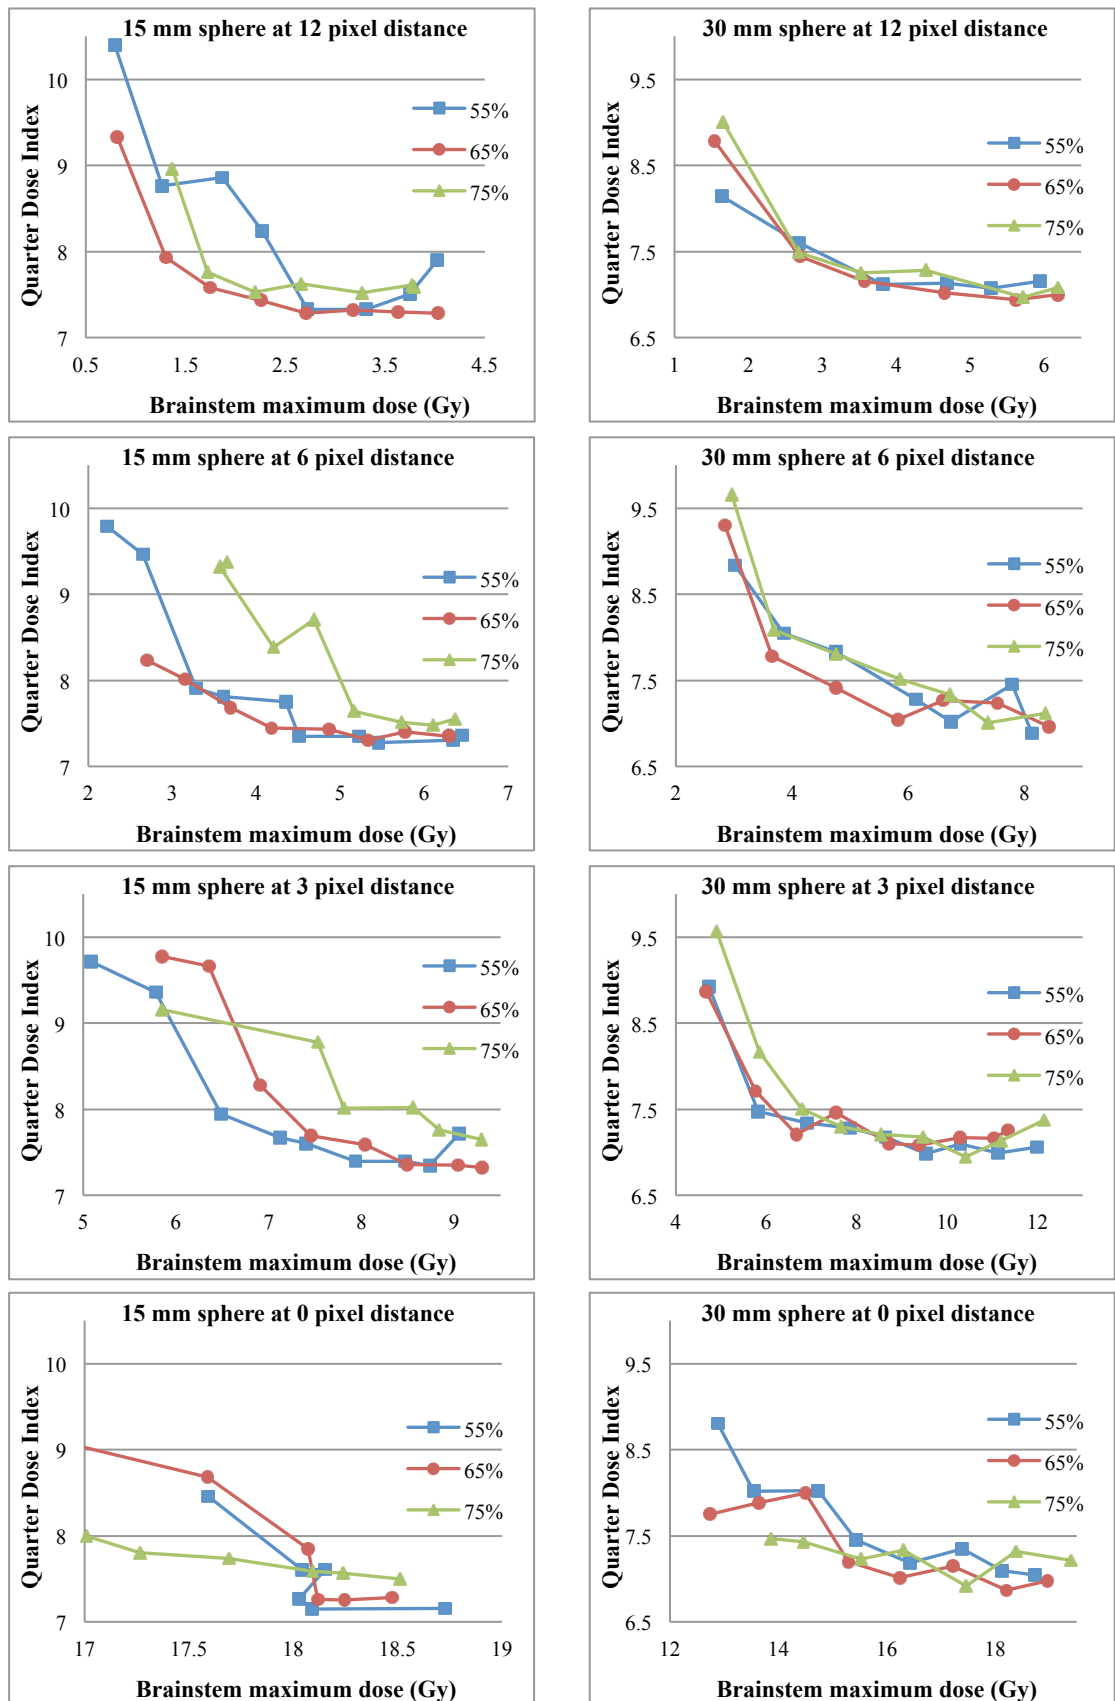 15 mm sphere at 12 pixel distance
Quarter Dose Index
10
9
8
7
55%
65%
75%
0.5 1.5 2.5 3.5 4.5
Brainstem maximum dose (Gy)
30 mm sphere at 12 pixel distance
Quarter Dose Index
9.5
8.5
7.5
6.5
55%
65%
75%
1 2 3 4 5 6
Brainstem maximum dose (Gy)
15 mm sphere at 6 pixel distance
Quarter Dose Index
10
9
8
7
55%
65%
75%
2 3 4 5 6 7
Brainstem maximum dose (Gy)
30 mm sphere at 6 pixel distance
Quarter Dose Index
9.5
8.5
7.5
6.5
55%
65%
75%
2 4 6 8
Brainstem maximum dose (Gy)
15 mm sphere at 3 pixel distance
Quarter Dose Index
10
9
8
7
55%
65%
75%
5 6 7 8 9
Brainstem maximum dose (Gy)
30 mm sphere at 3 pixel distance
Quarter Dose Index
9.5
8.5
7.5
6.5
55%
65%
75%
4 6 8 10 12
Brainstem maximum dose (Gy)
15 mm sphere at 0 pixel distance
Quarter Dose Index
10
9
8
7
55%
65%
75%
17 17.5 18 18.5 19
Brainstem maximum dose (Gy)
30 mm sphere at 0 pixel distance
Quarter Dose Index
9.5
8.5
7.5
6.5
55%
65%
75%
12 14 16 18
Brainstem maximum dose (Gy)